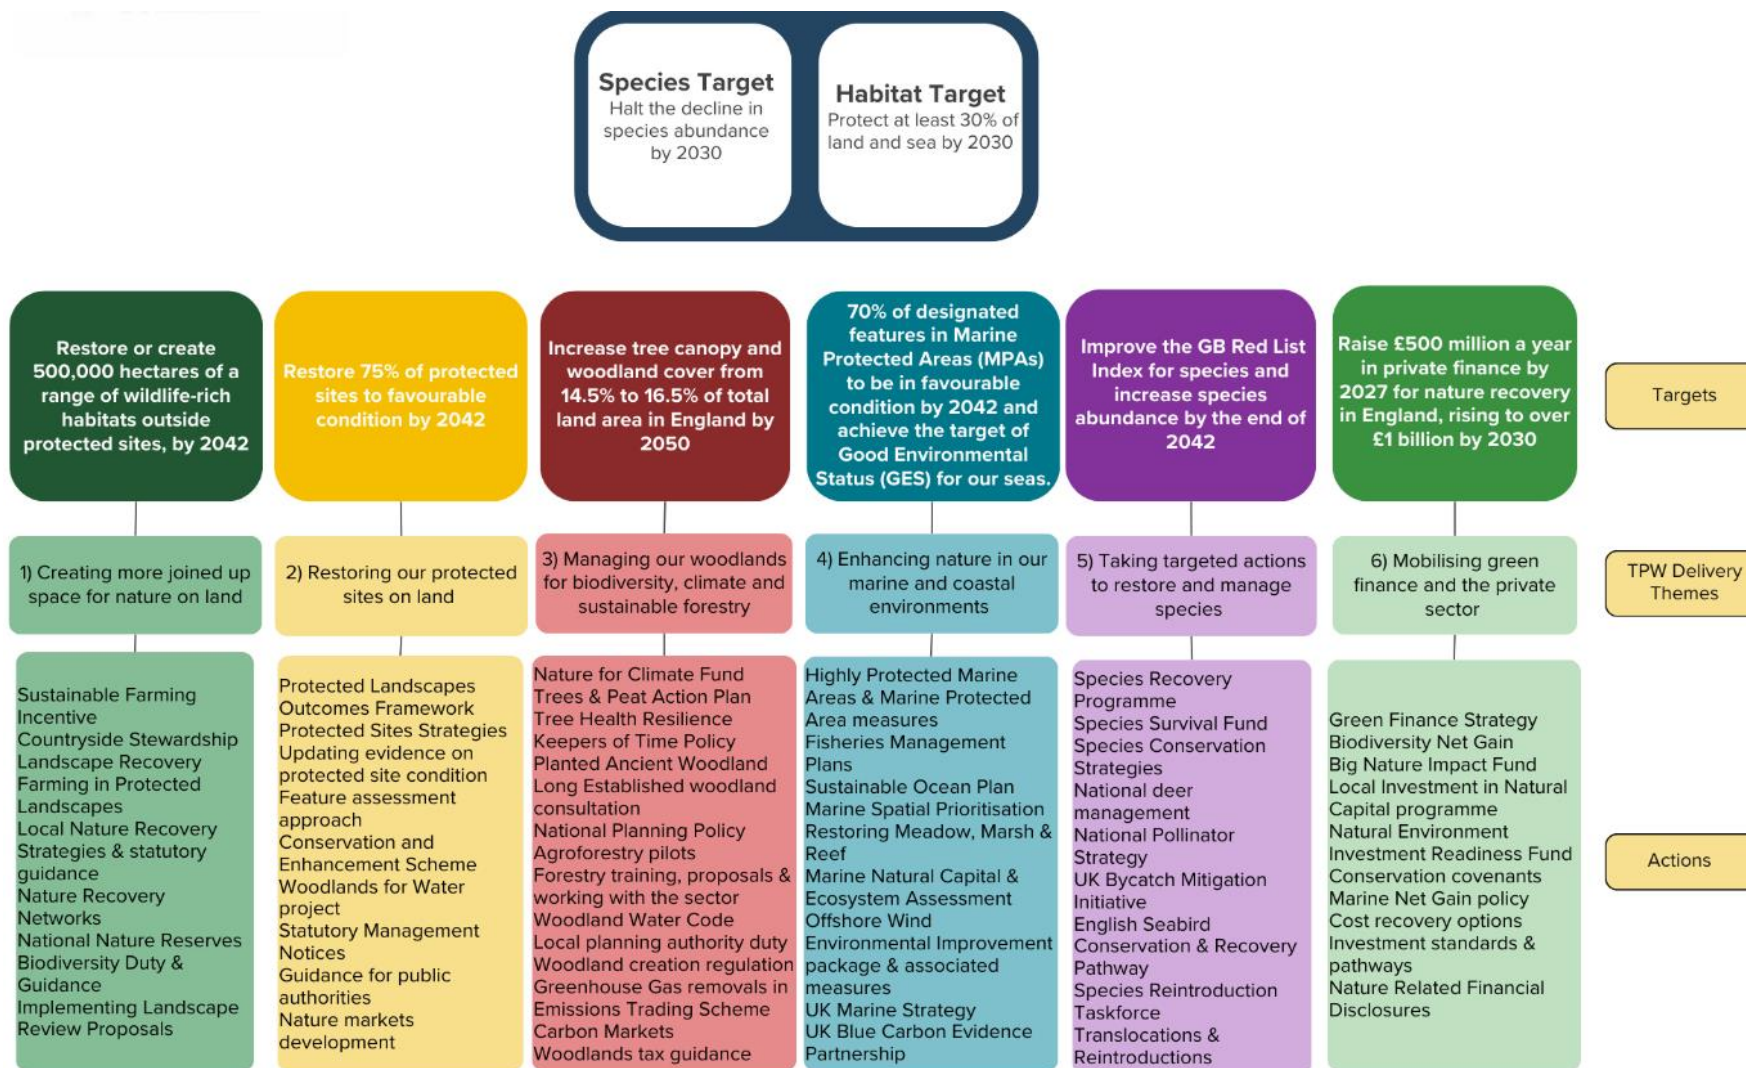 Species Target
Halt the decline in
species abundance
by 2030
Habitat Target
Protect at least 30% of
land and sea by 2030
Restore or create
500,000 hectares of a
range of wildlife-rich
habitats outside
protected sites, by 2042
Restore 75% of protected
sites to favourable
condition by 2042
Increase tree canopy and
woodland cover from
14.5% to 16.5% of total
land area in England by
2050
70% of designated
features in Marine
Protected Areas (MPAs)
to be in favourable
condition by 2042 and
achieve the target of
Good Environmental
Status (GES) for our seas.
Improve the GB Red List
Index for species and
increase species
abundance by the end of
2042
Raise £500 million a year
in private finance by
2027 for nature recovery
in England, rising to over
£1 billion by 2030
Targets
1) Creating more joined up
space for nature on land
2) Restoring our protected
sites on land
3) Managing our woodlands
for biodiversity, climate and
sustainable forestry
4) Enhancing nature in our
marine and coastal
environments
5) Taking targeted actions
to restore and manage
species
6) Mobilising green
finance and the private
sector
TPW Delivery
Themes
Sustainable Farming
Incentive
Countryside Stewardship
Landscape Recovery
Farming in Protected
Landscapes
Local Nature Recovery
Strategies & statutory
guidance
Nature Recovery
Networks
National Nature Reserves
Biodiversity Duty &
Guidance
Implementing Landscape
Review Proposals
Protected Landscapes
Outcomes Framework
Protected Sites Strategies
Updating evidence on
protected site condition
Feature assessment
approach
Conservation and
Enhancement Scheme
Woodlands for Water
project
Statutory Management
Notices
Guidance for public
authorities
Nature markets
development
Nature for Climate Fund
Trees & Peat Action Plan
Tree Health Resilience
Keepers of Time Policy
Planted Ancient Woodland
Long Established woodland
consultation
National Planning Policy
Agroforestry pilots
Forestry training, proposals &
working with the sector
Woodland Water Code
Local planning authority duty
Woodland creation regulation
Greenhouse Gas removals in
Emissions Trading Scheme
Carbon Markets
Woodlands tax guidance
Highly Protected Marine
Areas & Marine Protected
Area measures
Fisheries Management
Plans
Sustainable Ocean Plan
Marine Spatial Prioritisation
Restoring Meadow, Marsh &
Reef
Marine Natural Capital &
Ecosystem Assessment
Offshore Wind
Environmental Improvement
package & associated
measures
UK Marine Strategy
UK Blue Carbon Evidence
Partnership
Species Recovery
Programme
Species Survival Fund
Species Conservation
Strategies
National deer
management
National Pollinator
Strategy
UK Bycatch Mitigation
Initiative
English Seabird
Conservation & Recovery
Pathway
Species Reintroduction
Taskforce
Translocations &
Reintroductions
Green Finance Strategy
Biodiversity Net Gain
Big Nature Impact Fund
Local Investment in Natural
Capital programme
Natural Environment
Investment Readiness Fund
Conservation covenants
Marine Net Gain policy
Cost recovery options
Investment standards &
pathways
Nature Related Financial
Disclosures
Actions